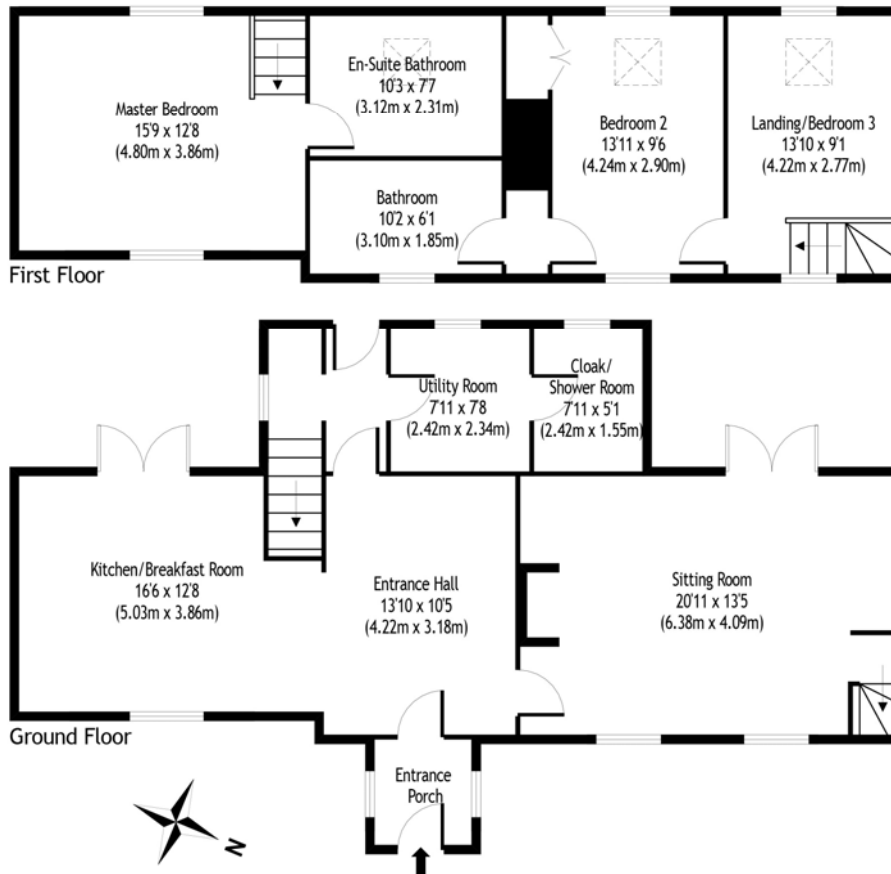 Master Bedroom
15'9 x 12'8
(4.80m x 3.86m)
En-Suite Bathroom
10'3 x 7'7
(3.12m x 2.31m)
Bathroom
10'2 x 6'1
(3.10m x 1.85m)
Bedroom 2
13'11 x 9'6
(4.24m x 2.90m)
Landing/Bedroom 3
13'10 x 9'1
(4.22m x 2.77m)
First Floor
Utility Room
7'11 x 7'8
(2.42m x 2.34m)
Cloak/
Shower Room
7'11 x 5'1
(2.42m x 1.55m)
Kitchen/Breakfast Room
16'6 x 12'8
(5.03m x 3.86m)
Entrance Hall
13'10 x 10'5
(4.22m x 3.18m)
Sitting Room
20'11 x 13'5
(6.38m x 4.09m)
Ground Floor
Entrance
Porch
N